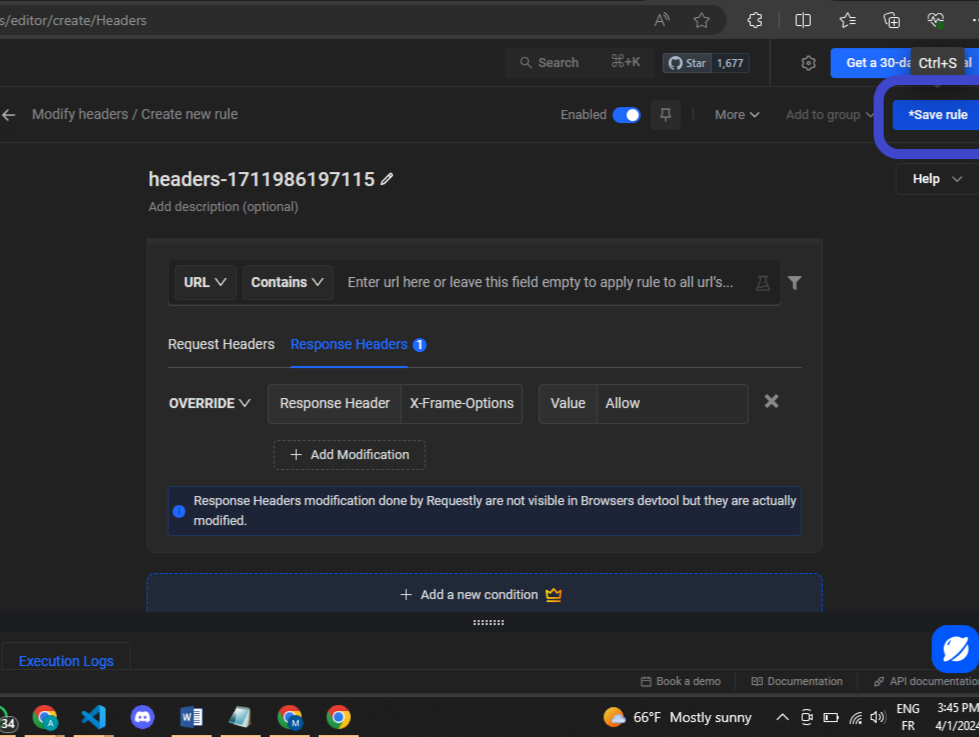 s/editor/create/Headers
Search ⌘+K Star 1,677 Get a 30-da al
Ctrl+S
Modify headers / Create new rule Enabled More Add to group *Save rule
headers-1711986197115
Help
Add description (optional)
URL Contains Enter url here or leave this field empty to apply rule to all url's...
Request Headers Response Headers 1
OVERRIDE Response Header X-Frame-Options Value Allow
+ Add Modification
Response Headers modification done by Requestly are not visible in Browsers devtool but they are actually
modified.
+ Add a new condition
Execution Logs
Book a demo Documentation API documentatio
34 A W M 66°F Mostly sunny ENG 3:45 PM
FR 4/1/2024